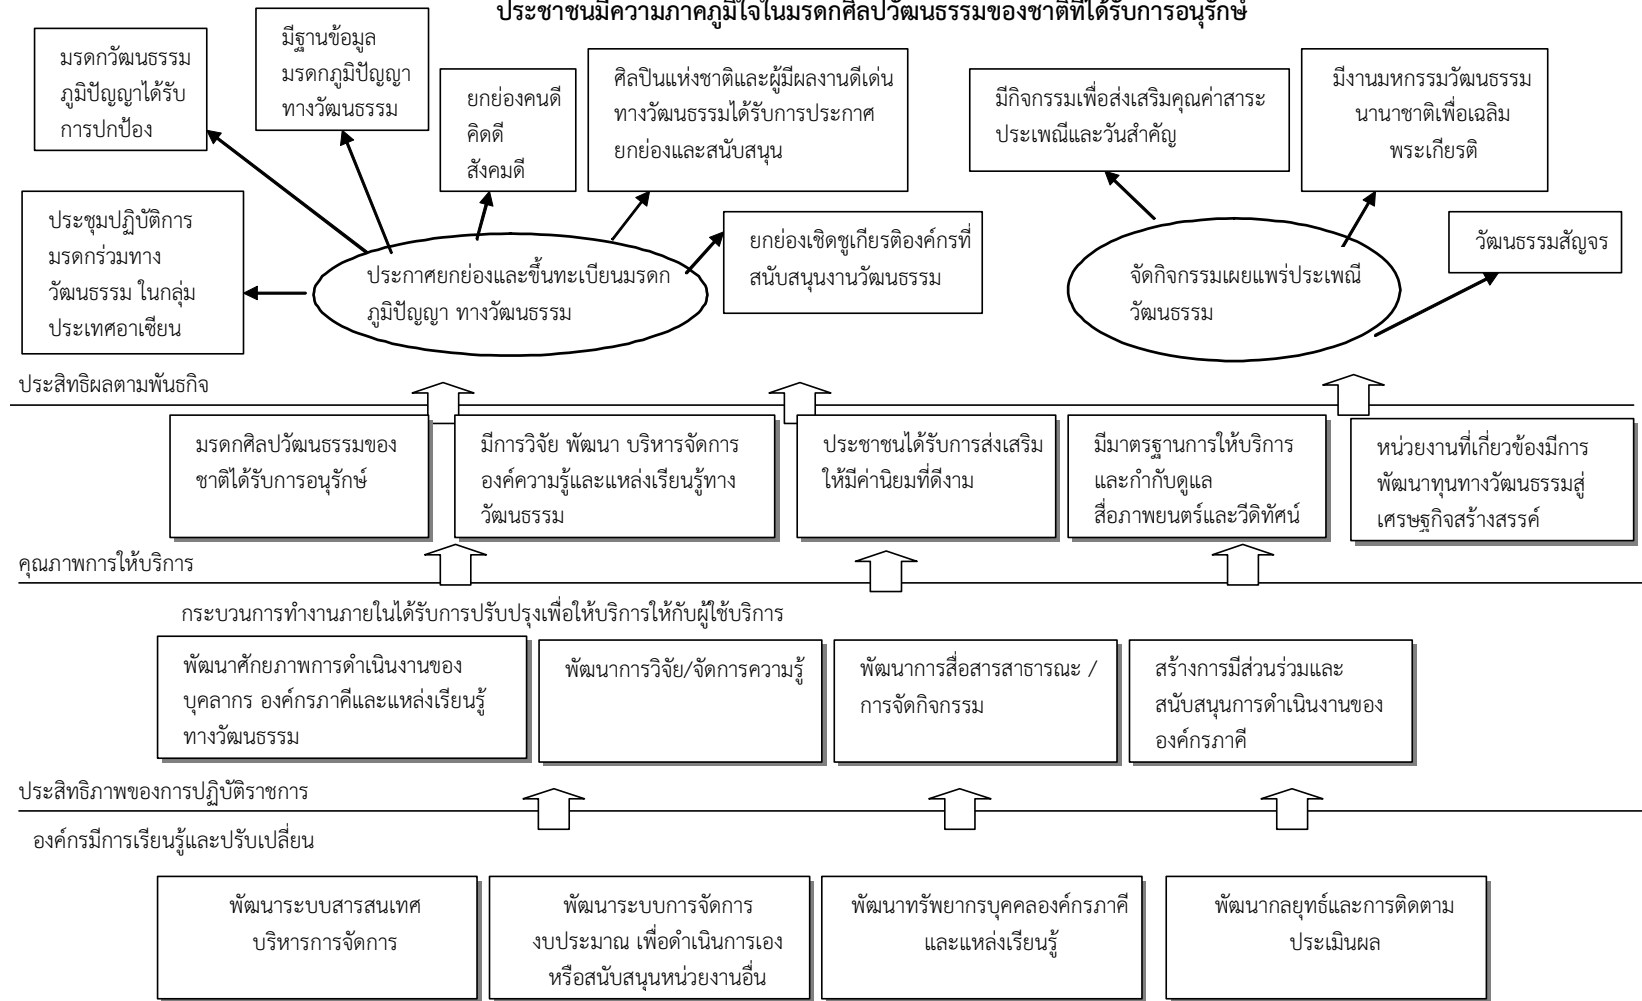 ประชาชนมีความภาคภูมิใจในมรดกศิลปวัฒนธรรมของชาติที่ได้รับการอนุรักษ์
มรดกวัฒนธรรม
ภูมิปัญญาได้รับ
การปกป้อง
มีฐานข้อมูล
มรดกภูมิปัญญา
ทางวัฒนธรรม
ยกย่องคนดี
คิดดี
สังคมดี
ศิลปินแห่งชาติและผู้มีผลงานดีเด่น
ทางวัฒนธรรมได้รับการประกาศ
ยกย่องและสนับสนุน
มีกิจกรรมเพื่อส่งเสริมคุณค่าสาระ
ประเพณีและวันสำคัญ
มีงานมหกรรมวัฒนธรรม
นานาชาติเพื่อเฉลิม
พระเกียรติ
ประชุมปฏิบัติการ
มรดกร่วมทาง
วัฒนธรรม ในกลุ่ม
ประเทศอาเซียน
ประกาศยกย่องและขึ้นทะเบียนมรดก
ภูมิปัญญา ทางวัฒนธรรม
ยกย่องเชิดชูเกียรติองค์กรที่
สนับสนุนงานวัฒนธรรม
จัดกิจกรรมเผยแพร่ประเพณี
วัฒนธรรม
วัฒนธรรมสัญจร
ประสิทธิผลตามพันธกิจ
มรดกศิลปวัฒนธรรมของ
ชาติได้รับการอนุรักษ์
มีการวิจัย พัฒนา บริหารจัดการ
องค์ความรู้และแหล่งเรียนรู้ทาง
วัฒนธรรม
ประชาชนได้รับการส่งเสริม
ให้มีค่านิยมที่ดีงาม
มีมาตรฐานการให้บริการ
และกำกับดูแล
สื่อภาพยนตร์และวีดิทัศน์
หน่วยงานที่เกี่ยวข้องมีการ
พัฒนาทุนทางวัฒนธรรมสู่
เศรษฐกิจสร้างสรรค์
คุณภาพการให้บริการ
กระบวนการทำงานภายในได้รับการปรับปรุงเพื่อให้บริการให้กับผู้ใช้บริการ
พัฒนาศักยภาพการดำเนินงานของ
บุคลากร องค์กรภาคีและแหล่งเรียนรู้
ทางวัฒนธรรม
พัฒนาการวิจัย/จัดการความรู้
พัฒนาการสื่อสารสาธารณะ /
การจัดกิจกรรม
สร้างการมีส่วนร่วมและ
สนับสนุนการดำเนินงานของ
องค์กรภาคี
ประสิทธิภาพของการปฏิบัติราชการ
องค์กรมีการเรียนรู้และปรับเปลี่ยน
พัฒนาระบบสารสนเทศ
บริหารการจัดการ
พัฒนาระบบการจัดการ
งบประมาณ เพื่อดำเนินการเอง
หรือสนับสนุนหน่วยงานอื่น
พัฒนาทรัพยากรบุคคลองค์กรภาคี
และแหล่งเรียนรู้
พัฒนากลยุทธ์และการติดตาม
ประเมินผล